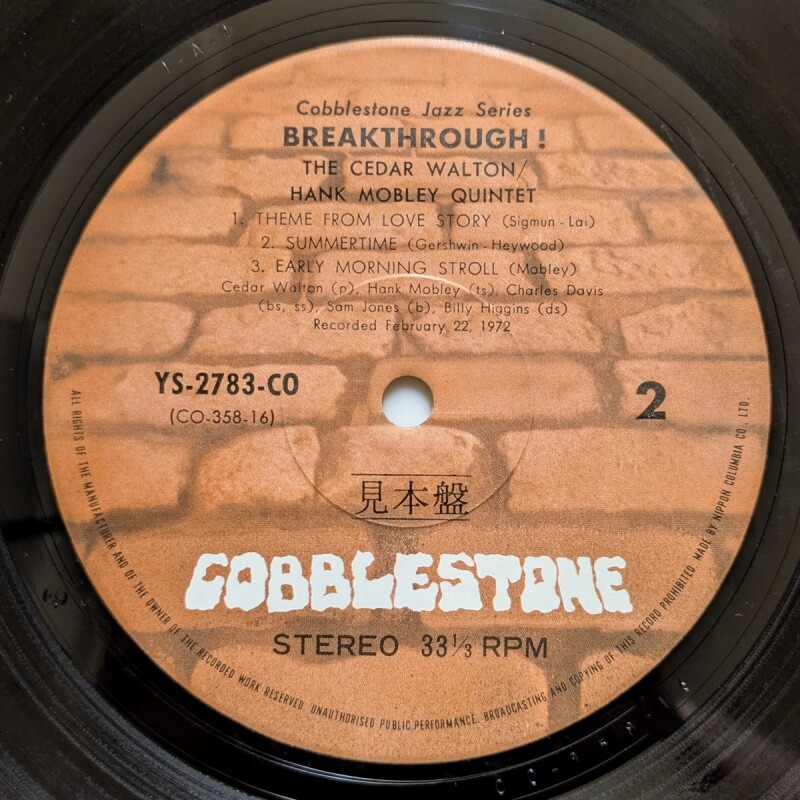 Cobblestone Jazz Series
BREAKTHROUGH!
THE CEDAR WALTON/
HANK MOBLEY QUINTET
1. THEME FROM LOVE STORY (Sigmun-Lai)
2. SUMMERTIME (Gershwin-Heywood)
3. EARLY MORNING STROLL (Mobley)
Cedar Walton (p), Hank Mobley (ts), Charles Davis
(bs, ss), Sam Jones (b), Billy Higgins (ds)
Recorded February, 22, 1972
YS-2783-CO
(CO-358-16)
2
見本盤
COBBLESTONE
STEREO 33⅓ RPM
ALL RIGHTS OF THE MANUFACTURER AND OF THE OWNER OF THE RECORDED WORK RESERVED. UNAUTHORISED PUBLIC PERFORMANCE, BROADCASTING AND COPYING OF THIS RECORD PROHIBITED. MADE BY NIPPON COLUMBIA CO., LTD.